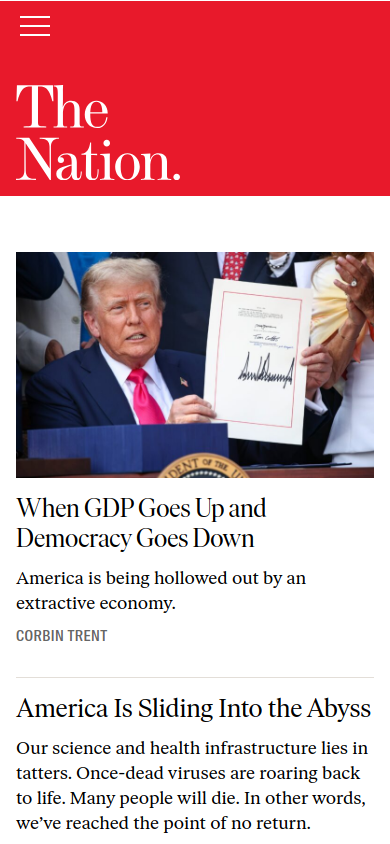 The
Nation.
DENT OF THE
When GDP Goes Up and
Democracy Goes Down
America is being hollowed out by an
extractive economy.
CORBIN TRENT
America Is Sliding Into the Abyss
Our science and health infrastructure lies in
tatters. Once-dead viruses are roaring back
to life. Many people will die. In other words,
we’ve reached the point of no return.